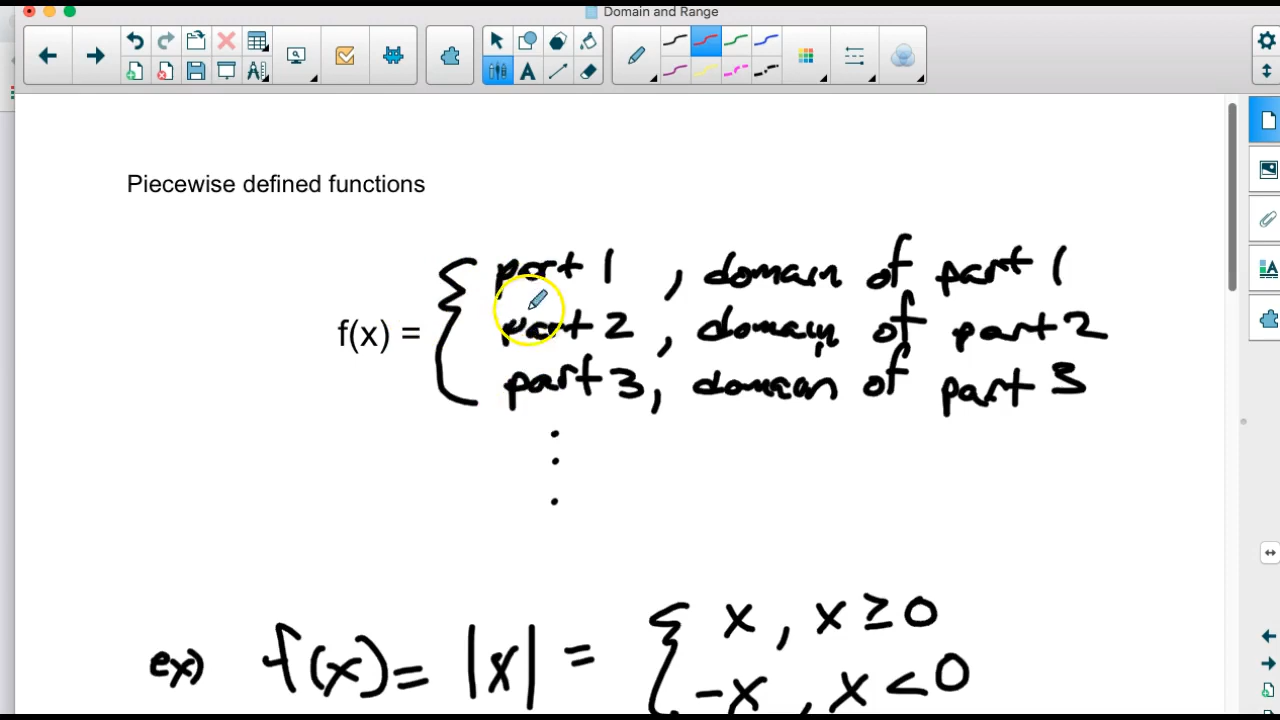 Domain and Range
Piecewise defined functions
f(x) = { part 1 , domain of part 1
part 2 , domain of part 2
part 3 , domain of part 3
⋮
ex) f(x) = |x| = { x , x ≥ 0
-x , x < 0